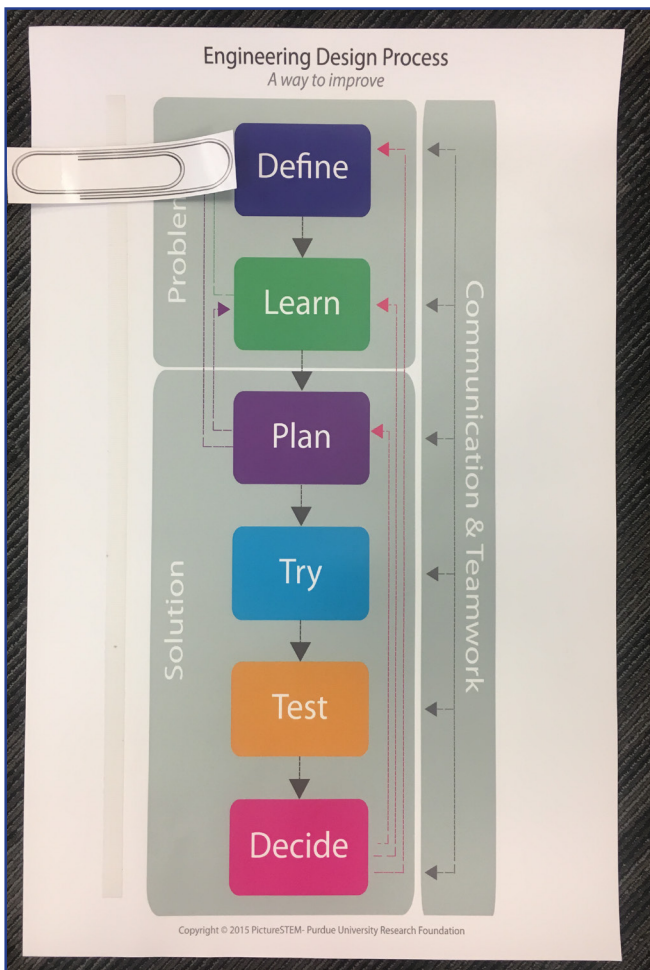 Engineering Design Process
A way to improve
Define
Learn
Plan
Try
Test
Decide
Solution
Communication & Teamwork
Copyright © 2015 PictureSTEM- Purdue University Research Foundation